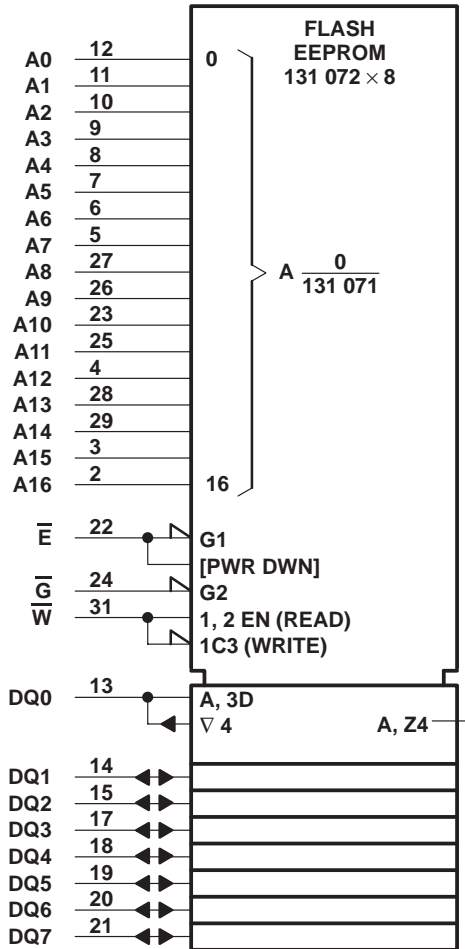 FLASH
EEPROM
131 072 × 8
A0 12 0
A1 11
A2 10
A3 9
A4 8
A5 7
A6 6
A7 5
A8 27 A 0
A9 26 131 071
A10 23
A11 25
A12 4
A13 28
A14 29
A15 3
A16 2 16
E̅ 22 G1
[PWR DWN]
G̅ 24 G2
W̅ 31 1, 2 EN (READ)
1C3 (WRITE)
DQ0 13 A, 3D
∇ 4 A, Z4
DQ1 14
DQ2 15
DQ3 17
DQ4 18
DQ5 19
DQ6 20
DQ7 21